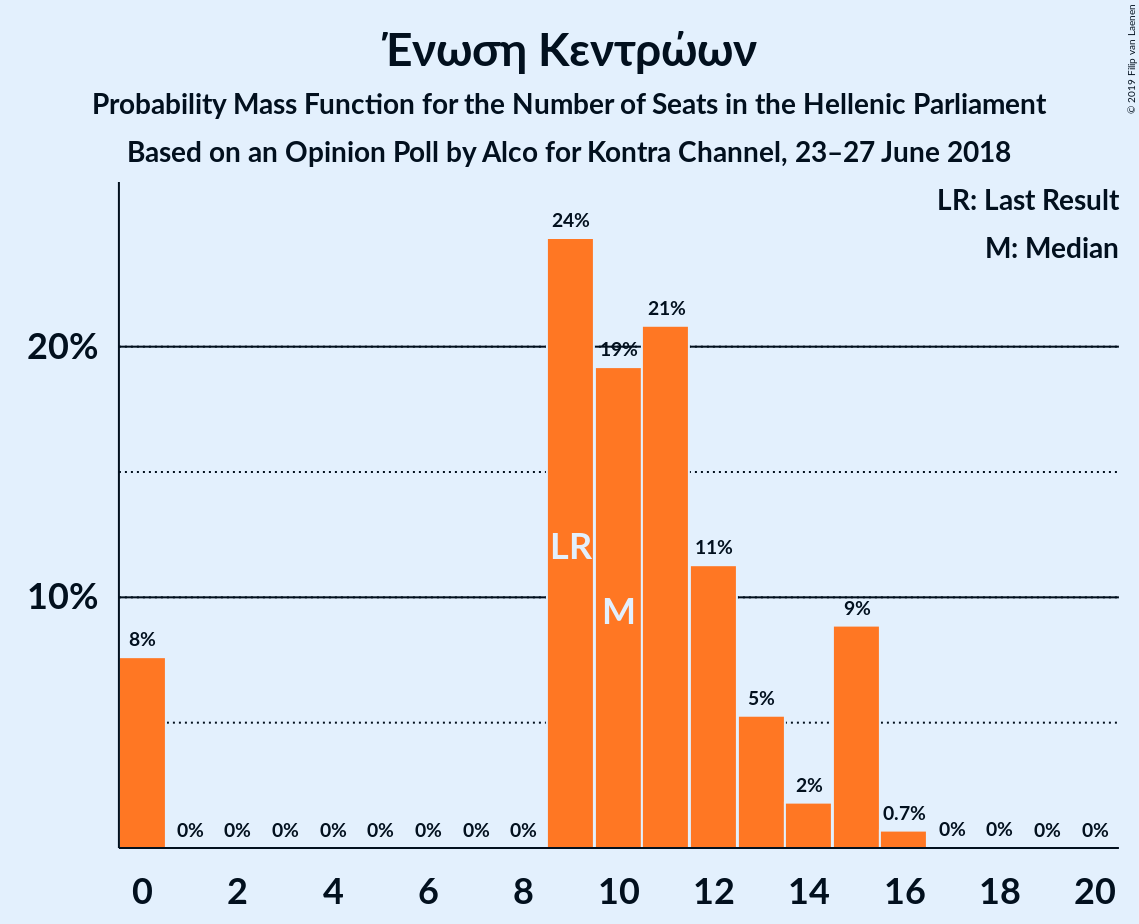 Ένωση Κεντρώων
Probability Mass Function for the Number of Seats in the Hellenic Parliament
Based on an Opinion Poll by Alco for Kontra Channel, 23–27 June 2018
© 2019 Filip van Laenen
LR: Last Result
M: Median
24%
21%
20%
19%
LR
11%
10%
M
9%
8%
5%
2%
0.7%
0% 0% 0% 0% 0% 0% 0% 0% 0% 0% 0% 0%
0 2 4 6 8 10 12 14 16 18 20